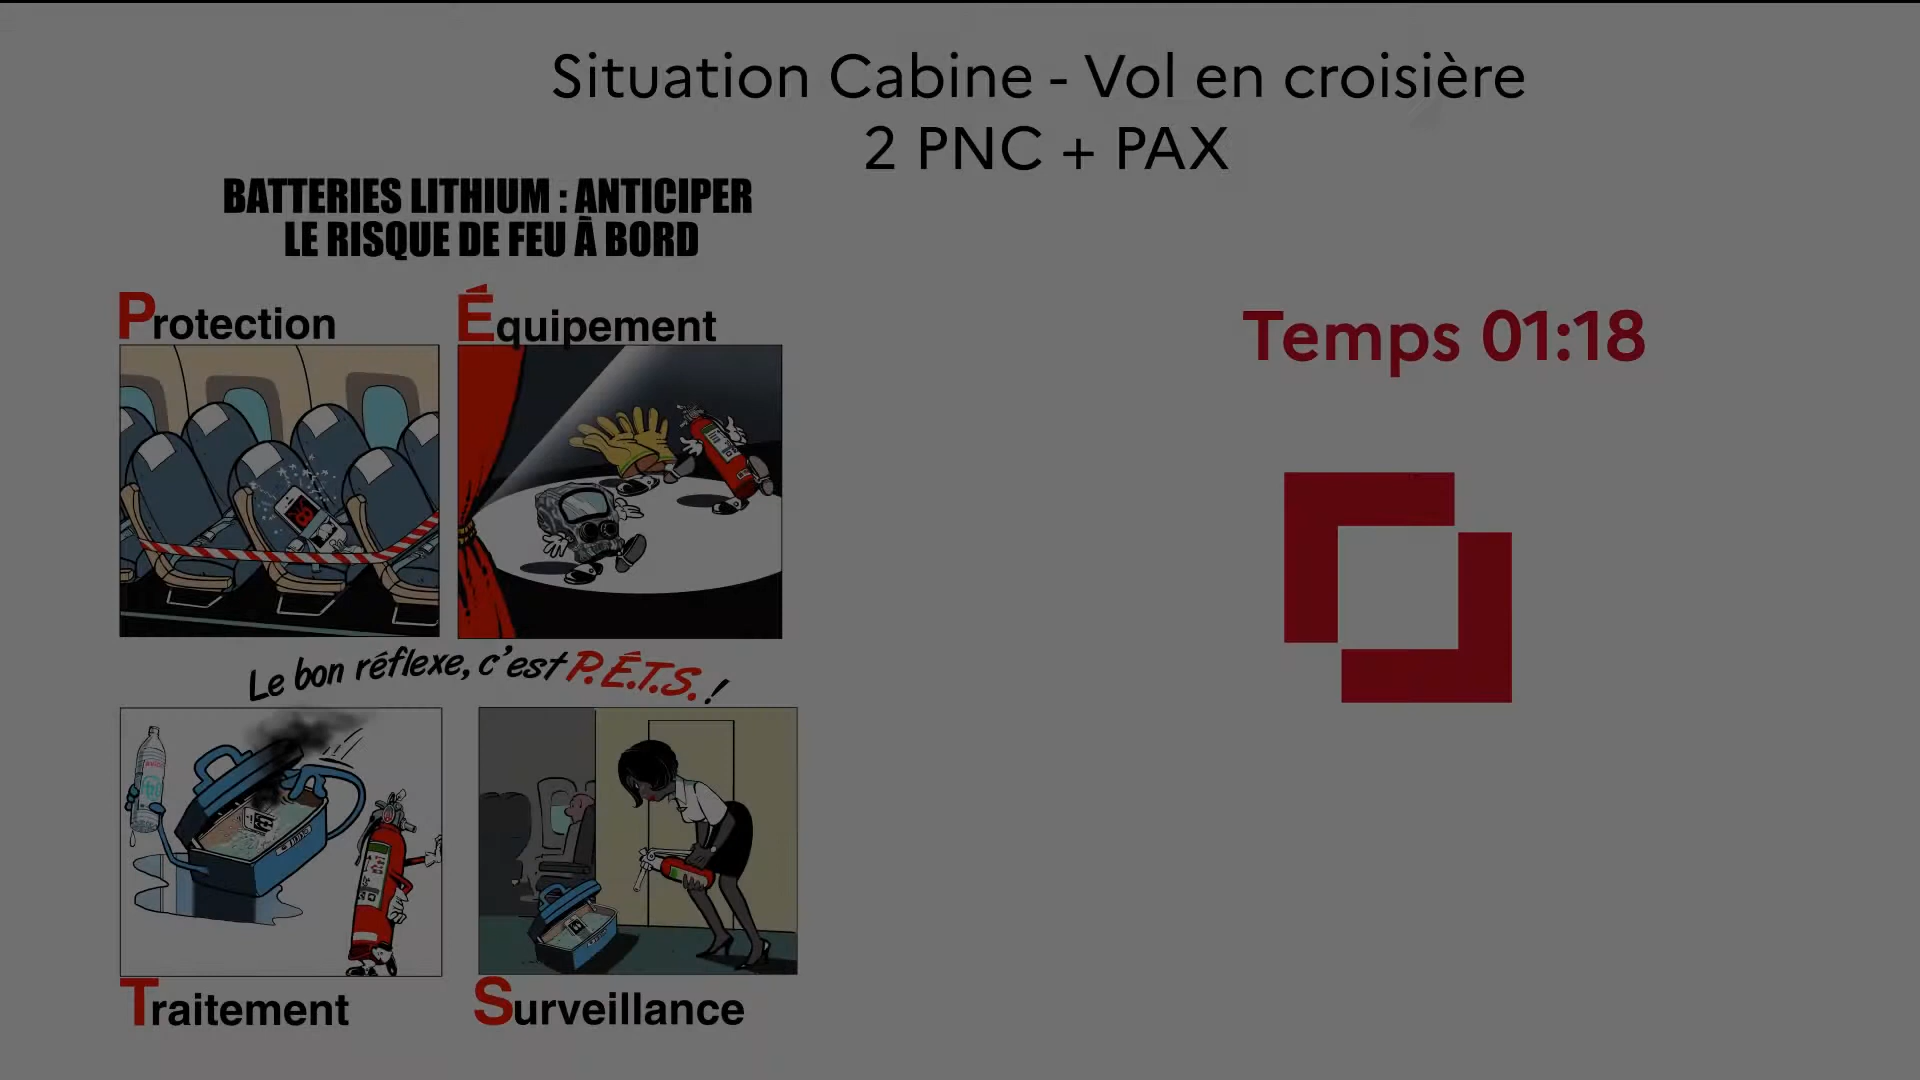 Situation Cabine - Vol en croisière
2 PNC + PAX
BATTERIES LITHIUM : ANTICIPER
LE RISQUE DE FEU À BORD
Protection
Équipement
Temps 01:18
Le bon réflexe, c'est P.É.T.S. !
Traitement
Surveillance